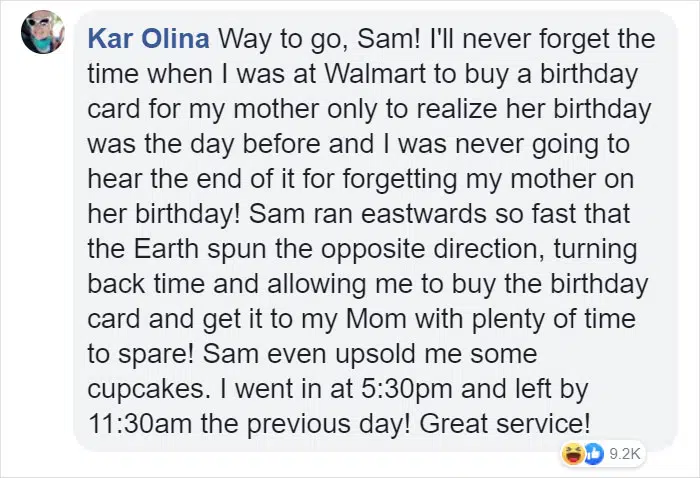 Kar Olina Way to go, Sam! I'll never forget the
time when I was at Walmart to buy a birthday
card for my mother only to realize her birthday
was the day before and I was never going to
hear the end of it for forgetting my mother on
her birthday! Sam ran eastwards so fast that
the Earth spun the opposite direction, turning
back time and allowing me to buy the birthday
card and get it to my Mom with plenty of time
to spare! Sam even upsold me some
cupcakes. I went in at 5:30pm and left by
11:30am the previous day! Great service!
9.2K